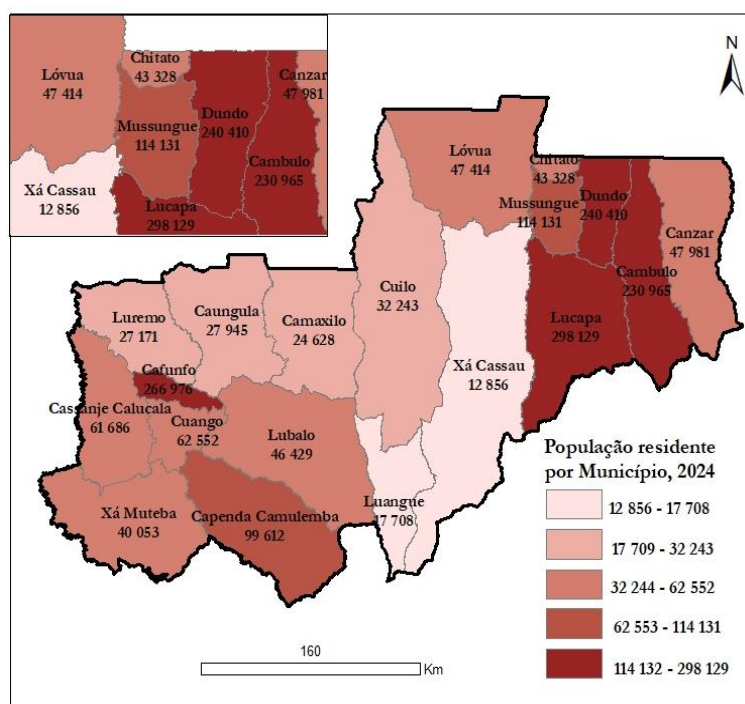 Chitato
43 328
Lóvua
47 414
Canzar
47 981
Dundo
240 410
Mussungue
114 131
Cambulo
230 965
Xá Cassau
12 856
Lucapa
298 129
N
Lóvua
47 414
Chitato
43 328
Dundo
240 410
Mussungue
114 131
Canzar
47 981
Cambulo
230 965
Cuilo
32 243
Luremo
27 171
Caungula
27 945
Camaxilo
24 628
Lucapa
298 129
Xá Cassau
12 856
Cafunfo
266 976
Cassanje Calucala
61 686
Cuango
62 552
Lubalo
46 429
Luangue
17 708
Xá Muteba
40 053
Capenda Camulemba
99 612
População residente
por Município, 2024
12 856 - 17 708
17 709 - 32 243
32 244 - 62 552
62 553 - 114 131
114 132 - 298 129
160
Km